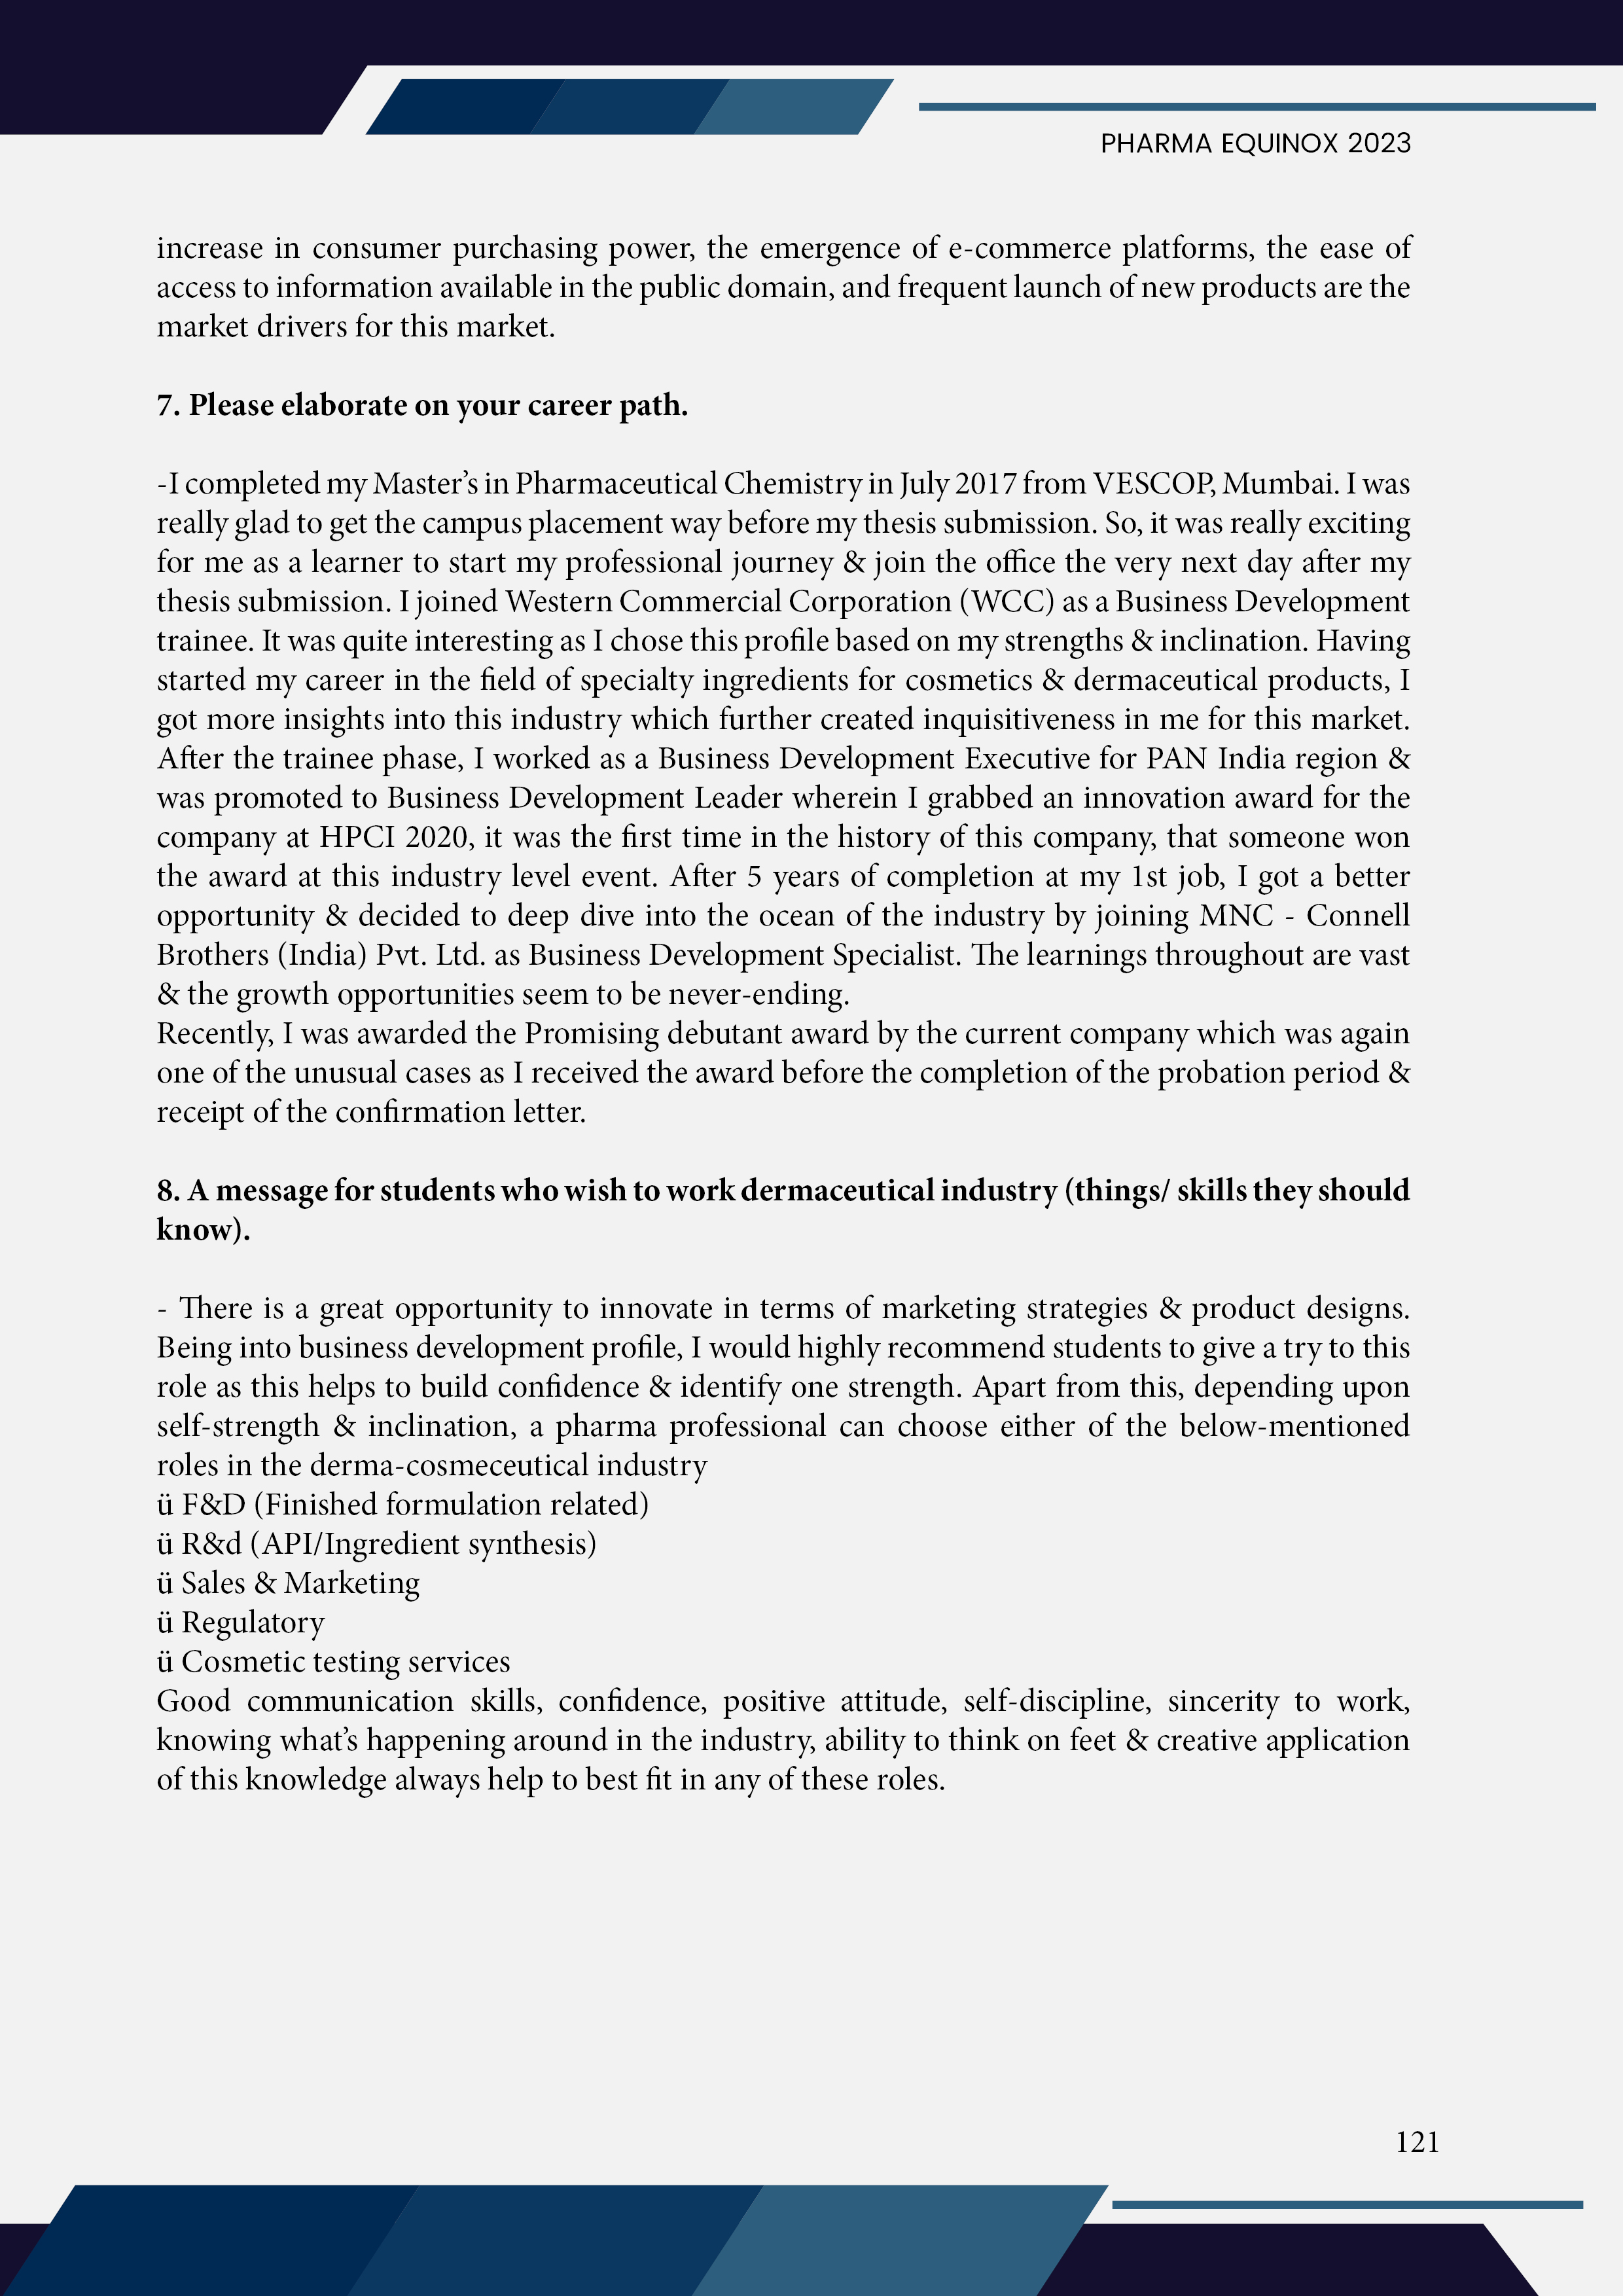 PHARMA EQUINOX 2023
increase in consumer purchasing power, the emergence of e-commerce platforms, the ease of
access to information available in the public domain, and frequent launch of new products are the
market drivers for this market.
7. Please elaborate on your career path.
-I completed my Master’s in Pharmaceutical Chemistry in July 2017 from VESCOP, Mumbai. I was
really glad to get the campus placement way before my thesis submission. So, it was really exciting
for me as a learner to start my professional journey & join the office the very next day after my
thesis submission. I joined Western Commercial Corporation (WCC) as a Business Development
trainee. It was quite interesting as I chose this profile based on my strengths & inclination. Having
started my career in the field of specialty ingredients for cosmetics & dermaceutical products, I
got more insights into this industry which further created inquisitiveness in me for this market.
After the trainee phase, I worked as a Business Development Executive for PAN India region &
was promoted to Business Development Leader wherein I grabbed an innovation award for the
company at HPCI 2020, it was the first time in the history of this company, that someone won
the award at this industry level event. After 5 years of completion at my 1st job, I got a better
opportunity & decided to deep dive into the ocean of the industry by joining MNC - Connell
Brothers (India) Pvt. Ltd. as Business Development Specialist. The learnings throughout are vast
& the growth opportunities seem to be never-ending.
Recently, I was awarded the Promising debutant award by the current company which was again
one of the unusual cases as I received the award before the completion of the probation period &
receipt of the confirmation letter.
8. A message for students who wish to work dermaceutical industry (things/ skills they should
know).
- There is a great opportunity to innovate in terms of marketing strategies & product designs.
Being into business development profile, I would highly recommend students to give a try to this
role as this helps to build confidence & identify one strength. Apart from this, depending upon
self-strength & inclination, a pharma professional can choose either of the below-mentioned
roles in the derma-cosmeceutical industry
ü F&D (Finished formulation related)
ü R&d (API/Ingredient synthesis)
ü Sales & Marketing
ü Regulatory
ü Cosmetic testing services
Good communication skills, confidence, positive attitude, self-discipline, sincerity to work,
knowing what’s happening around in the industry, ability to think on feet & creative application
of this knowledge always help to best fit in any of these roles.
121